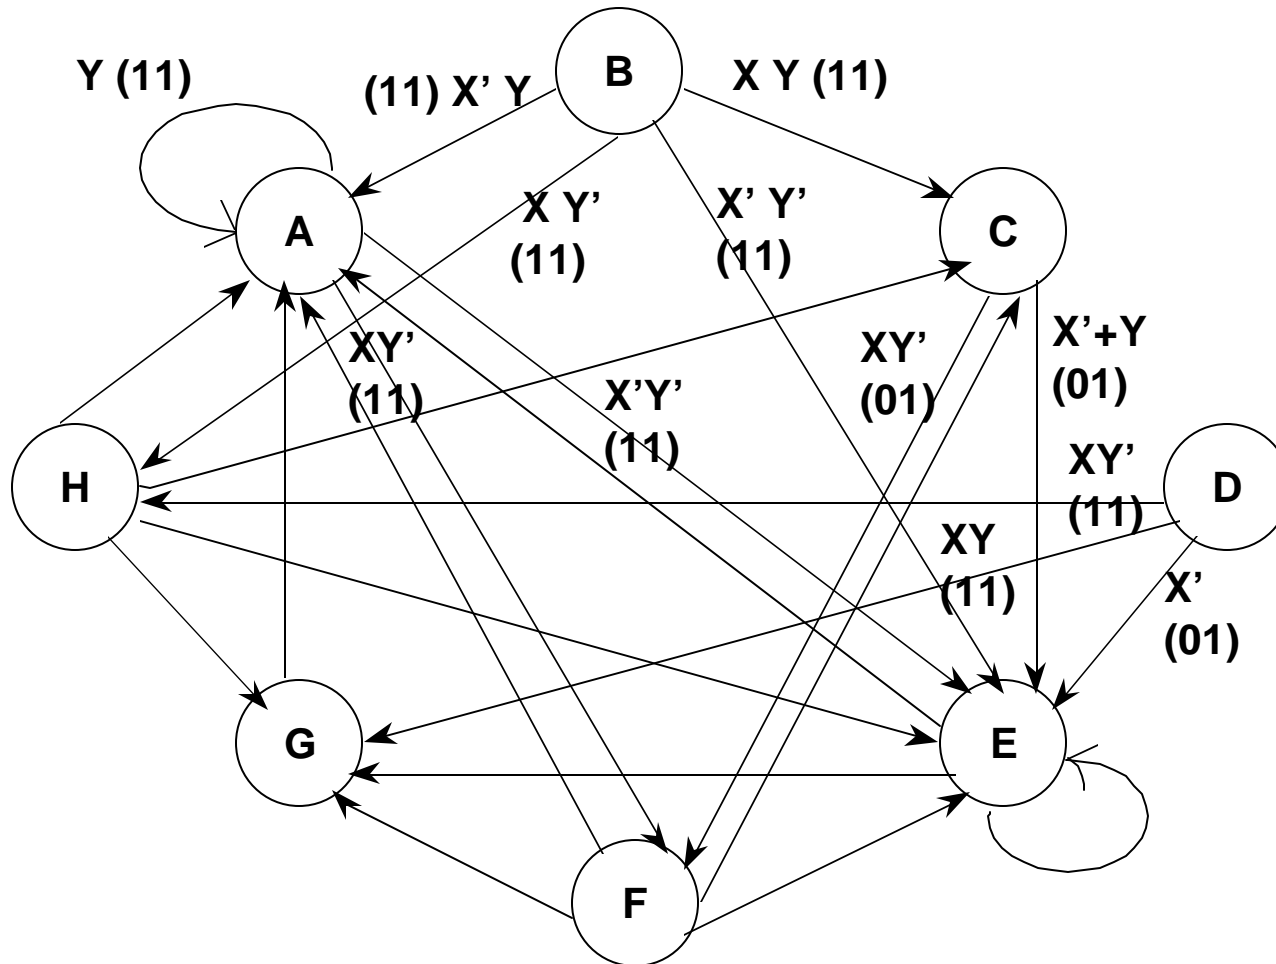 B
Y (11)
(11) X’ Y
X Y (11)
A
X Y’
(11)
X’ Y’
(11)
C
XY’
(11)
X’Y’
(11)
XY’
(01)
X’+Y
(01)
H
XY’
(11)
D
XY
(11)
X’
(01)
G
E
F